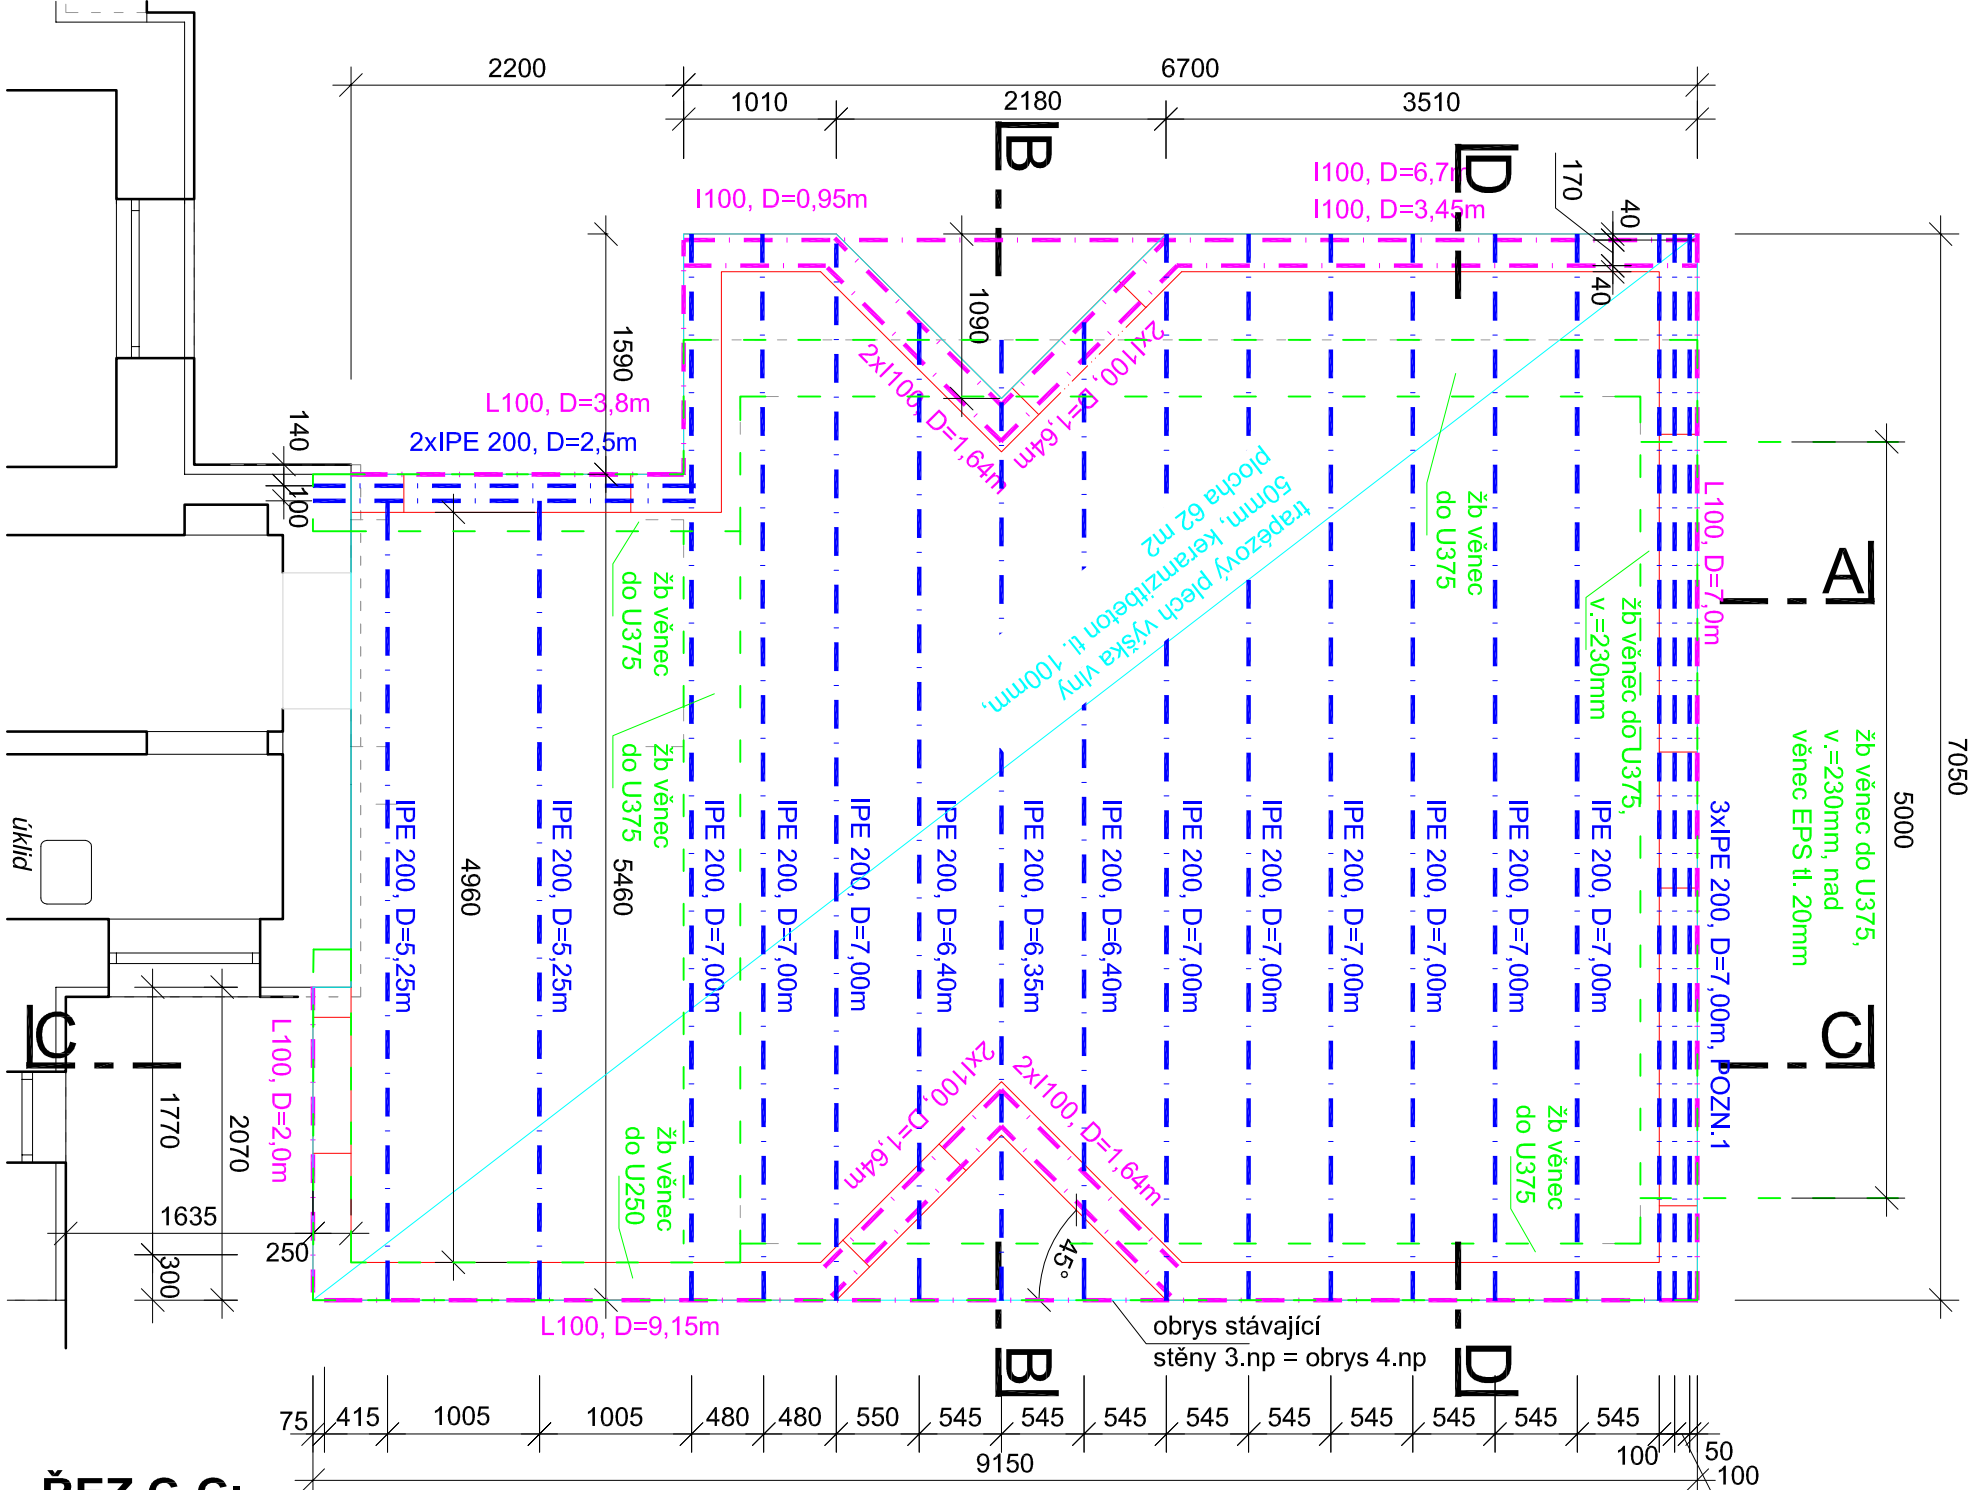 2200
6700
1010
2180
3510
B
D
I100, D=0,95m
I100, D=6,7m
I100, D=3,45m
170
40
40
1090
1590
L100, D=3,8m
2xIPE 200, D=2,5m
140
100
2xI100, D=1,64m
2xI100, D=1,64m
trapézový plech výška vlny
50mm, keramzitbeton tl. 100mm,
plocha 62 m2
žb věnec
do U375
žb věnec
do U375
žb věnec
do U375
žb věnec do U375,
v.=230mm
L100, D=7,0m
A
7050
5000
žb věnec do U375,
v.=230mm, nad
věnec EPS tl. 20mm
úklid
4960
5460
IPE 200, D=5,25m
IPE 200, D=5,25m
IPE 200, D=7,00m
IPE 200, D=7,00m
IPE 200, D=7,00m
IPE 200, D=6,40m
IPE 200, D=6,35m
IPE 200, D=6,40m
IPE 200, D=7,00m
IPE 200, D=7,00m
IPE 200, D=7,00m
IPE 200, D=7,00m
IPE 200, D=7,00m
IPE 200, D=7,00m
3xIPE 200, D=7,00m, POZN.1
C
C
L100, D=2,0m
1770
2070
1635
250
300
žb věnec
do U250
2xI100, D=1,64m
2xI100, D=1,64m
45°
žb věnec
do U375
L100, D=9,15m
obrys stávající
stěny 3.np = obrys 4.np
B
D
75
415
1005
1005
480
480
550
545
545
545
545
545
545
545
545
545
100
50
100
9150
ŘEZ C-C: